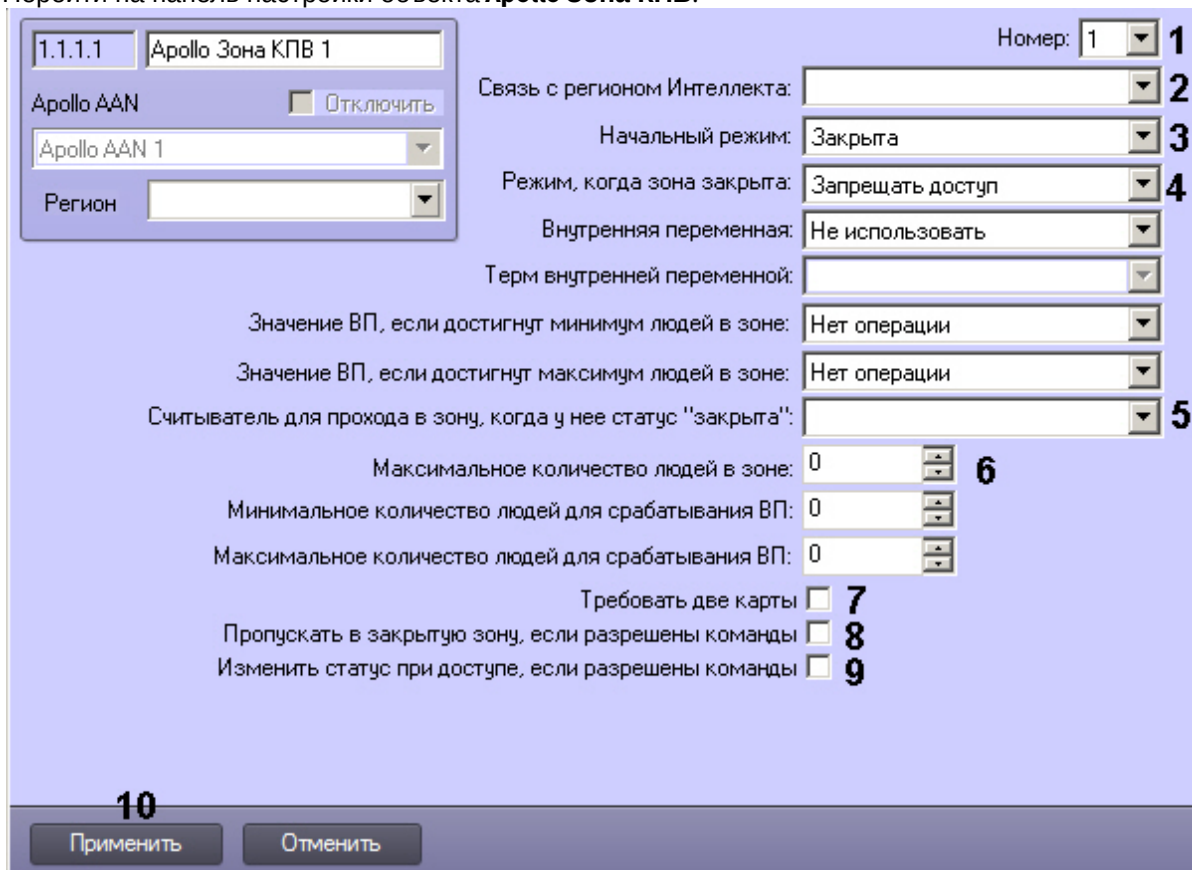 Перейти на панель настройки объекта Apollo Зона КПВ.
1.1.1.1 Apollo Зона КПВ 1
Номер: 1 1
Apollo AAN Отключить
Связь с регионом Интеллекта: 2
Apollo AAN 1
Начальный режим: Закрыта 3
Регион
Режим, когда зона закрыта: Запрещать доступ 4
Внутренняя переменная: Не использовать
Терм внутренней переменной:
Значение ВП, если достигнут минимум людей в зоне: Нет операции
Значение ВП, если достигнут максимум людей в зоне: Нет операции
Считыватель для прохода в зону, когда у нее статус "закрыта": 5
Максимальное количество людей в зоне: 0 6
Минимальное количество людей для срабатывания ВП: 0
Максимальное количество людей для срабатывания ВП: 0
Требовать две карты 7
Пропускать в закрытую зону, если разрешены команды 8
Изменить статус при доступе, если разрешены команды 9
10
Применить Отменить